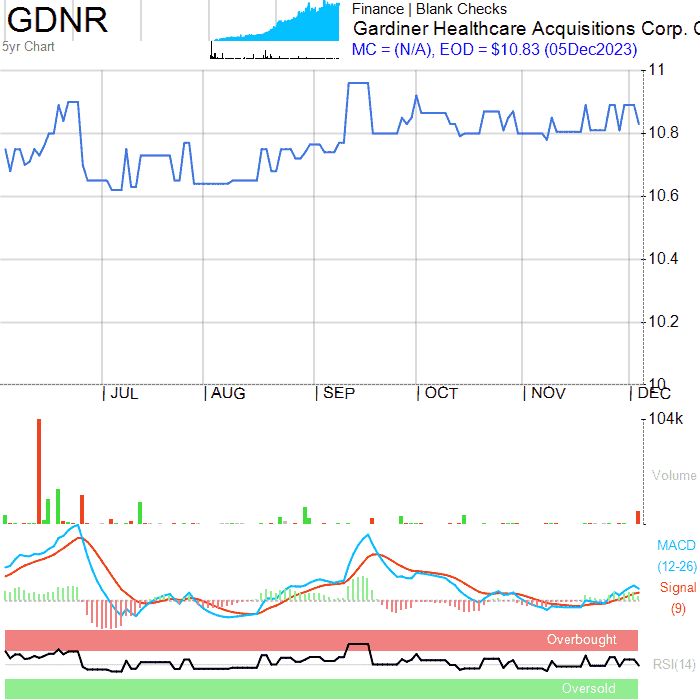 GDNR
5yr Chart
Finance | Blank Checks
Gardiner Healthcare Acquisitions Corp.
MC = (N/A), EOD = $10.83 (05Dec2023)
11
10.8
10.6
10.4
10.2
10
JUL
AUG
SEP
OCT
NOV
DEC
104k
Volume
MACD
(12-26)
Signal
(9)
Overbought
RSI(14)
Oversold